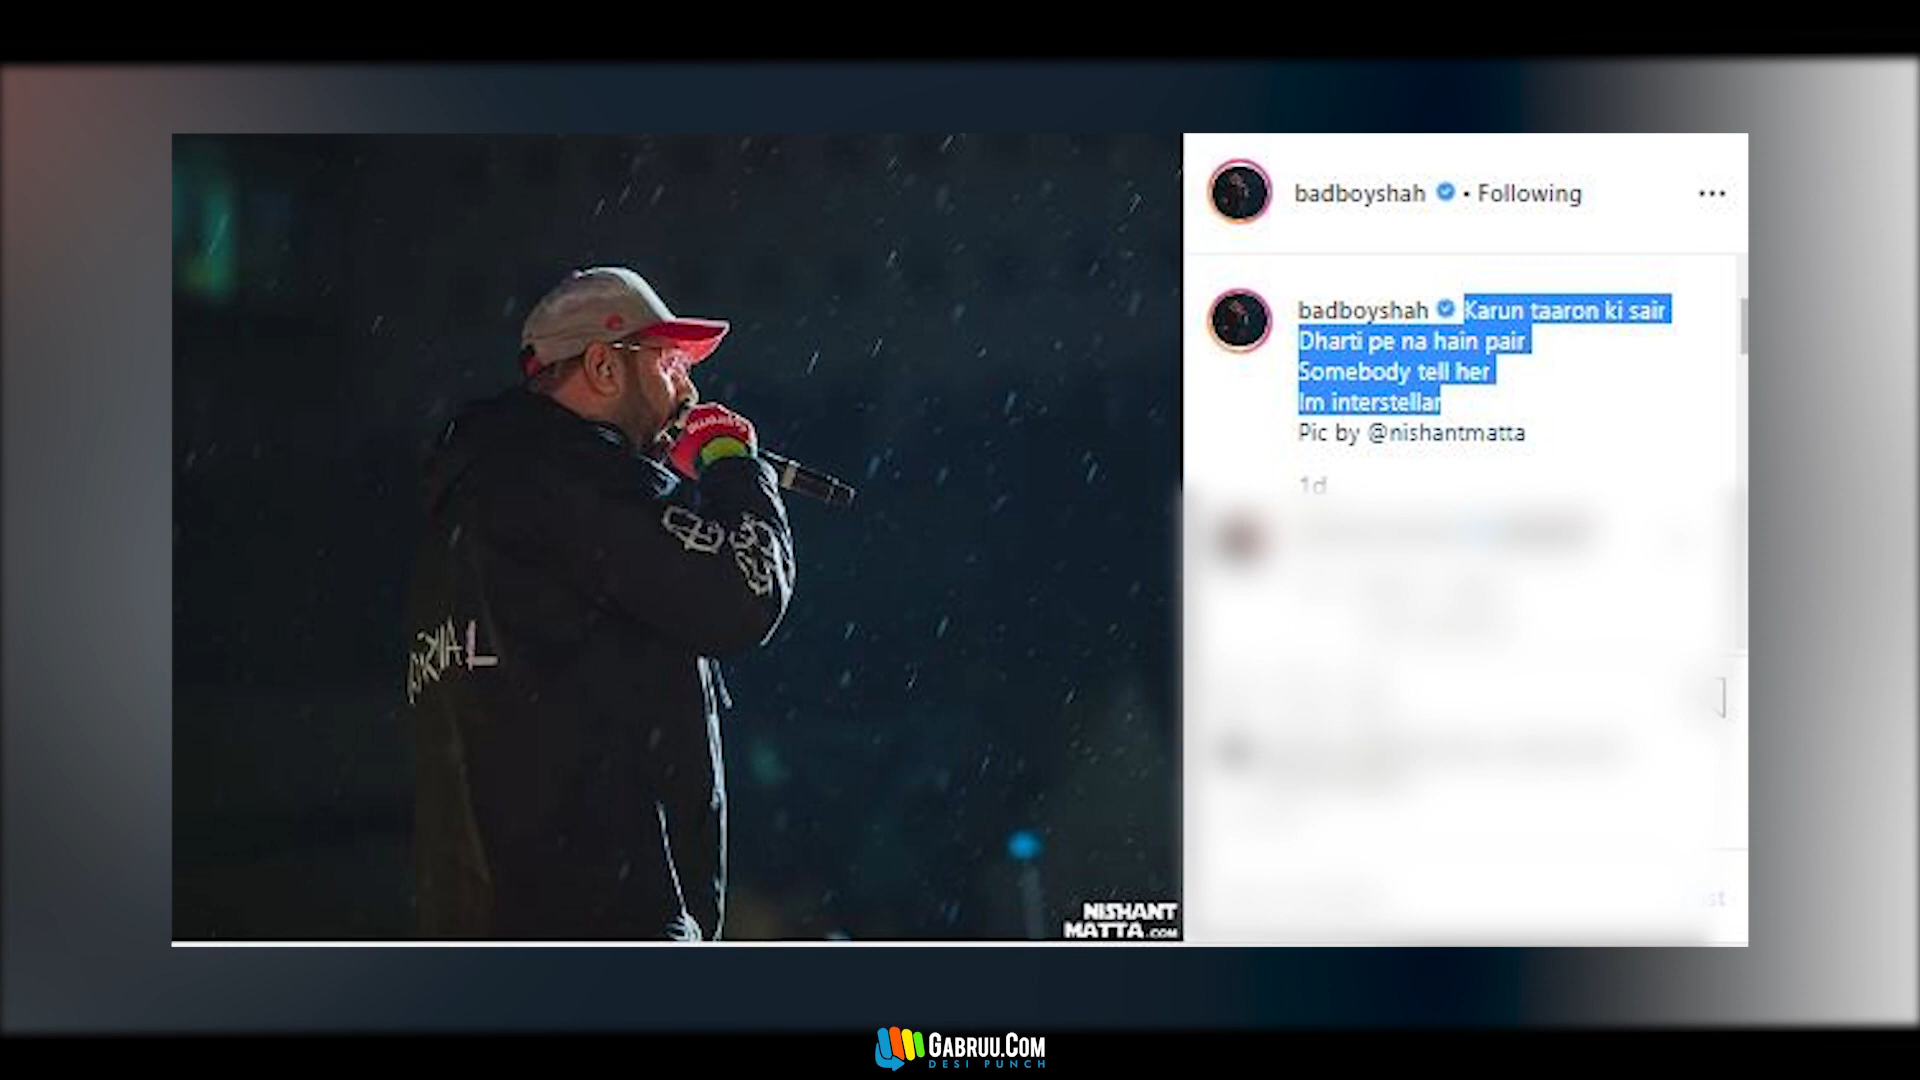 badboyshah • Following •••
badboyshah Karun taaron ki sair
Dharti pe na hain pair
Somebody tell her
Im interstellar
Pic by @nishantmatta
1d
NISHANT
MATTA.COM
GABRUU.COM
DESI PUNCH